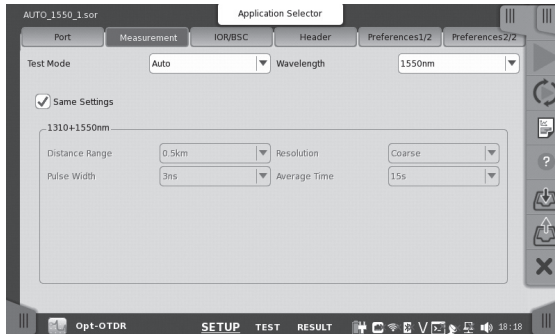 AUTO_1550_1.sor Application Selector
Port Measurement IOR/BSC Header Preferences1/2 Preferences2/2
Test Mode Auto Wavelength 1550nm
Same Settings
1310+1550nm
Distance Range 0.5km Resolution Coarse
Pulse Width 3ns Average Time 15s
?
Opt-OTDR SETUP TEST RESULT 18:18